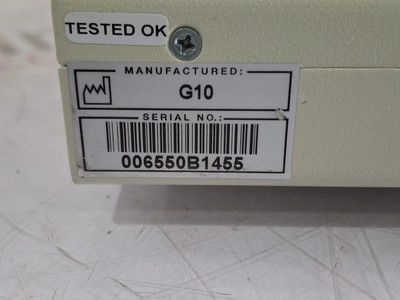 TESTED OK
MANUFACTURED:
G10
SERIAL NO.:
006550B1455